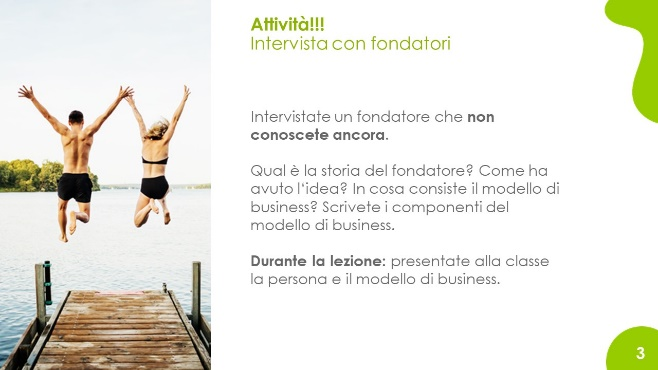 Attività!!!
Intervista con fondatori
Intervistate un fondatore che non
conoscete ancora.
Qual è la storia del fondatore? Come ha
avuto l‘idea? In cosa consiste il modello di
business? Scrivete i componenti del
modello di business.
Durante la lezione: presentate alla classe
la persona e il modello di business.
3